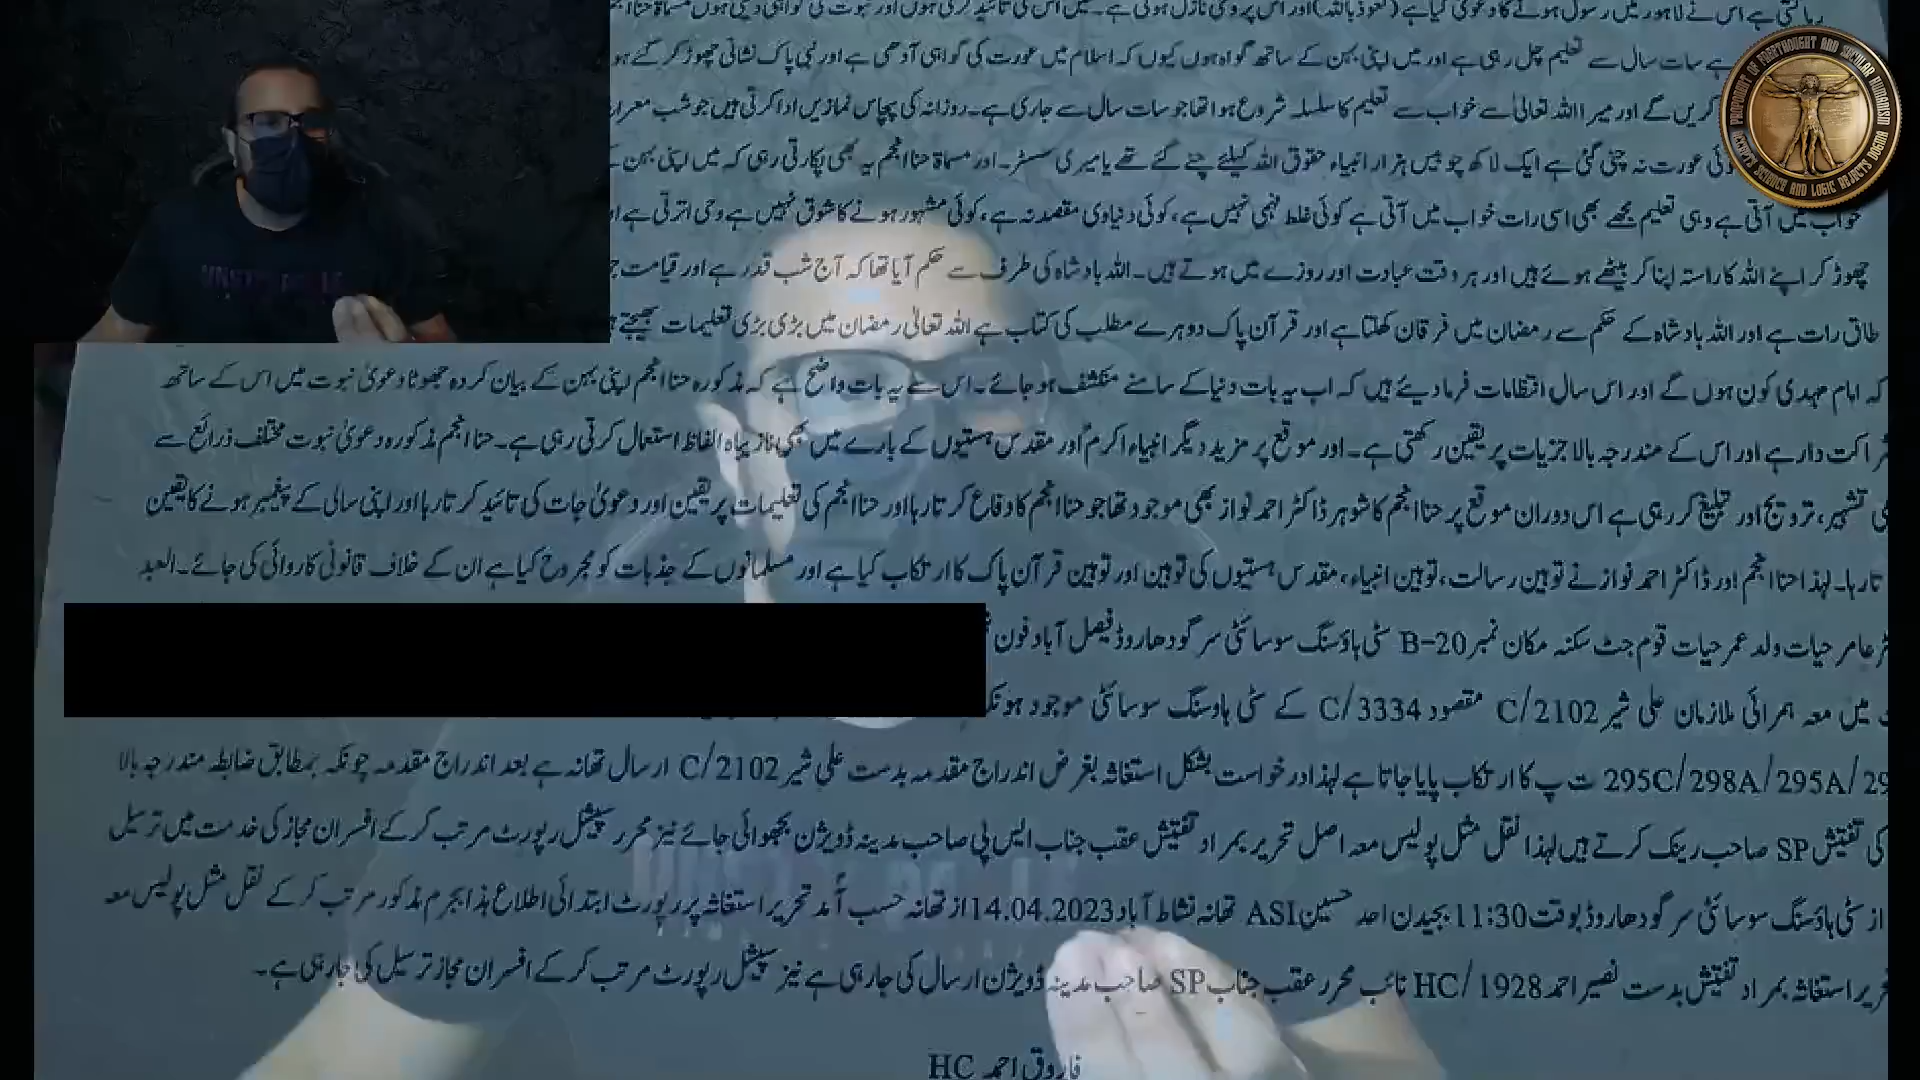 رہائشی ہے اس نے لاہور میں رسول ہونے کا دعویٰ کیا ہے (نعوذ باللہ) اور اس پر وحی نازل ہوتی ہے۔ میں اس کی تائید کرتی ہوں اور نبوت کی گواہی دیتی ہوں مسماۃ حنا انجم
ہے سات سال سے تعلیم چل رہی ہے اور میں اپنی بہن کے ساتھ گواہ ہوں کیوں کہ اسلام میں عورت کی گواہی آدھی ہے اور نبی پاک نشانی چھوڑ کر گئے
کریں گے اور میرا اللہ تعالیٰ سے خواب سے تعلیم کا سلسلہ شروع ہوا تھا جو سات سال سے جاری ہے۔ روزانہ کی پچاس نمازیں ادا کرتی ہیں جو شب
عورت نہ چنی گئی ہے ایک لاکھ چوبیس ہزار انبیاء حقوق اللہ کیلئے چنے گئے تھے یا میری سسٹر۔ اور مسماۃ حنا انجم یہ بھی پکارتی رہی کہ میں اپنی بہن
خواب میں آتی ہے وہی تعلیم مجھے بھی اسی رات خواب میں آتی ہے کوئی غلط فہمی نہیں ہے، کوئی دنیاوی مقصد نہ ہے، کوئی مشہور ہونے کا شوق نہیں ہے وحی اترتی ہے
چھوڑ کر اپنے اللہ کا راستہ اپنا کر بیٹھے ہوئے ہیں اور ہر وقت عبادت اور روزے میں ہوتے ہیں۔ اللہ بادشاہ کی طرف سے حکم آیا تھا کہ آج شب قدر ہے اور قیامت
طاق رات ہے اور اللہ بادشاہ کے حکم سے رمضان میں فرقان کھلتا ہے اور قرآن پاک دوہرے مطلب کی کتاب ہے اللہ تعالیٰ رمضان میں بڑی بڑی تعلیمات بھیجتے
کہ امام مہدی کون ہوں گے اور اس سال انتظامات فرما دیئے ہیں کہ اب یہ بات دنیا کے سامنے منکشف ہو جائے۔ اس سے یہ بات واضح ہے کہ مذکورہ حنا انجم اپنی بہن کے بیان کردہ جھوٹا دعویٰ نبوت میں اس کے ساتھ
اکت دار ہے اور اس کے مندرجہ بالا جزیات پر یقین رکھتی ہے۔ اور موقع پر مزید دیگر انبیاء اکرمؑ اور مقدس ہستیوں کے بارے میں بھی نازیباہ الفاظ استعمال کرتی رہی ہے۔ حنا انجم مذکورہ دعویٰ نبوت مختلف ذرائع سے
تشہیر، ترویج اور تبلیغ کر رہی ہے اس دوران موقع پر حنا انجم کا شوہر ڈاکٹر احمد نواز بھی موجود تھا جو حنا انجم کا دفاع کرتا رہا اور حنا انجم کی تعلیمات پر یقین اور دعویٰ جات کی تائید کرتا رہا اور اپنی سالی کے پیغمبر ہونے کا یقین
تا رہا۔ لہذا حنا انجم اور ڈاکٹر احمد نواز نے توہین رسالت، توہین انبیاء، مقدس ہستیوں کی توہین اور توہین قرآن پاک کا ارتکاب کیا ہے اور مسلمانوں کے جذبات کو مجروح کیا ہے ان کے خلاف قانونی کاروائی کی جائے۔ العبد
عامر حیات ولد عمر حیات قوم جٹ سکنہ مکان نمبر B-20 سٹی ہاؤسنگ سوسائٹی سرگودھا روڈ فیصل آباد فون
میں معہ ہمرائی ملازمان علی شیر 2102/C مقصود 3334/C کے سٹی ہاوسنگ سوسائٹی موجود ہونکہ
295C/298A/295A/29 ت پ کا ارتکاب پایا جاتا ہے لہذا درخواست بشکل استغاثہ بغرض اندراج مقدمہ بدست علی شیر 2102/C ارسال تھانہ ہے بعد اندراج مقدمہ چونکہ بمطابق ضابطہ مندرجہ بالا
کی تفتیش SP صاحب رینک کرتے ہیں لہذا نقل مثل پولیس معہ اصل تحریر بمراد تفتیش عقب جناب ایس پی صاحب مدینہ ڈویژن بجھوائی جائے نیز محرر سپیشل رپورٹ مرتب کر کے افسران مجاز کی خدمت میں ترسیل
از سٹی ہاؤسنگ سوسائٹی سرگودھا روڈ بوقت 11:30 بجیدن احد حسین ASI تھانہ نشاط آباد 14.04.2023 از تھانہ حسب آمد تحریر استغاثہ پر رپورٹ ابتدائی اطلاع ہذا بجرم مذکور مرتب کر کے نقل مثل پولیس معہ
تحریر استغاثہ بمراد تفتیش بدست نصیر احمد 1928/HC نائب محرر عقب جناب SP صاحب مدینہ ڈویژن ارسال کی جا رہی ہے نیز سپیشل رپورٹ مرتب کر کے افسران مجاز ترسیل کی جا رہی ہے۔
فاروق احمد HC